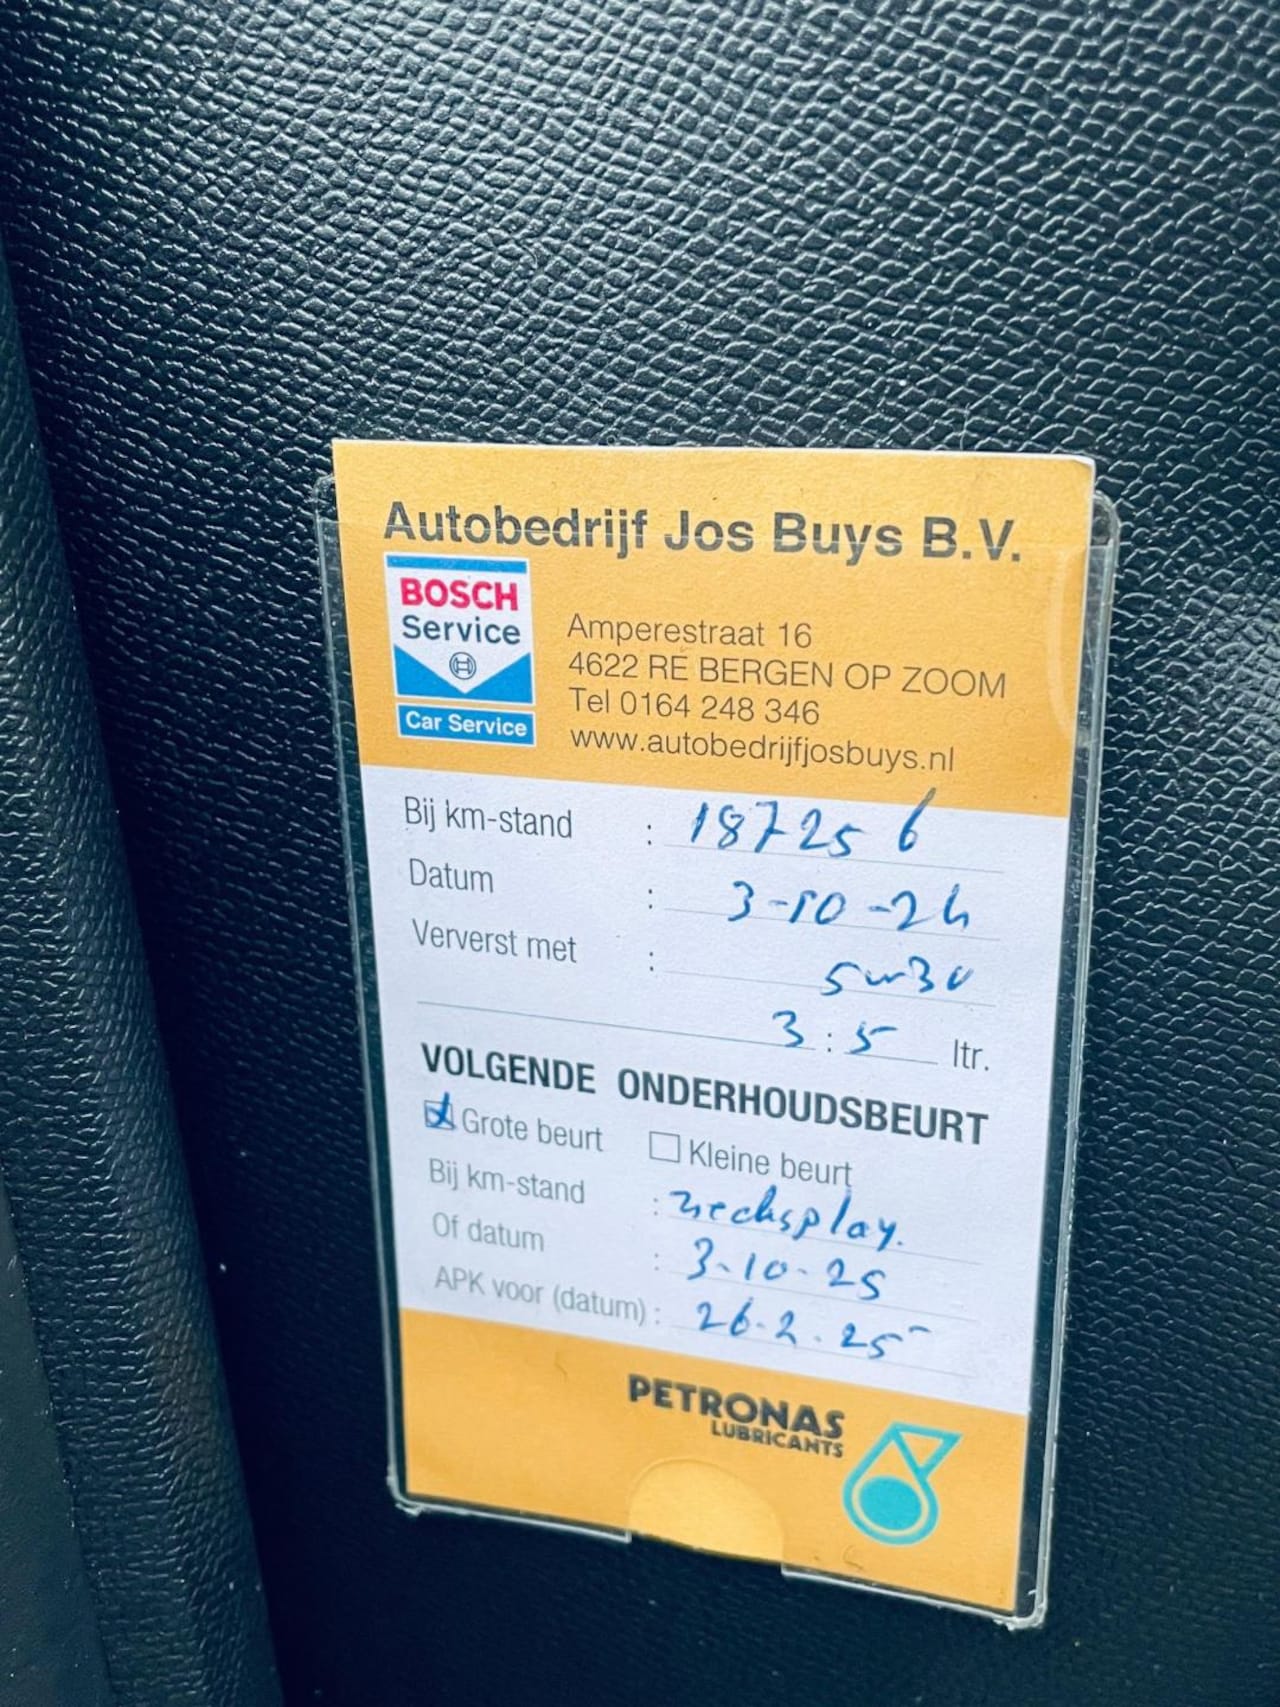 Autobedrijf Jos Buys B.V.
BOSCH
Service
Car Service
Amperestraat 16
4622 RE BERGEN OP ZOOM
Tel 0164 248 346
www.autobedrijfjosbuys.nl
Bij km-stand : 187256
Datum : 3-10-24
Ververst met : 5w30
3:5 ltr.
VOLGENDE ONDERHOUDSBEURT
Grote beurt Kleine beurt
Bij km-stand :
Of datum : 3-10-25
APK voor (datum) : 26-2-25
PETRONAS
LUBRICANTS